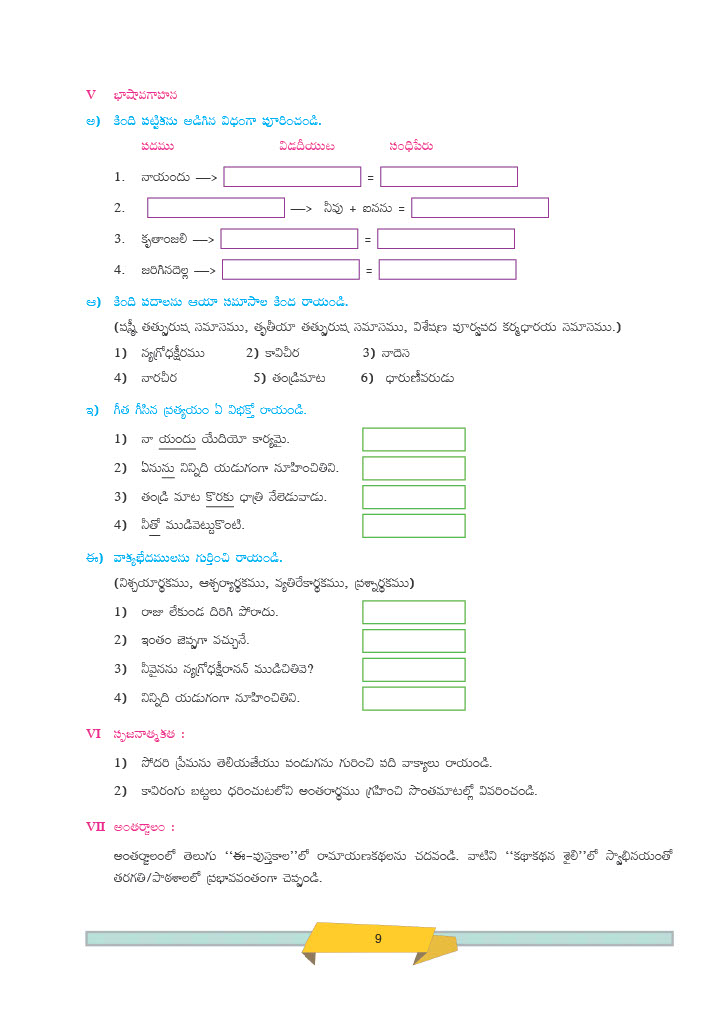 V భాషావగాహన
అ) కింది పట్టికను అడిగిన విధంగా పూరించండి.
పదము విడదీయుట సంధిపేరు
1. నాయందు —> =
2. —> నీవు + ఐనను =
3. కృతాంజలి —> =
4. జరిగినదెల్ల —> =
ఆ) కింది పదాలను ఆయా సమాసాల కింద రాయండి.
(షష్ఠీ తత్పురుష సమాసము, తృతీయా తత్పురుష సమాసము, విశేషణ పూర్వపద కర్మధారయ సమాసము.)
1) న్యగ్రోధక్షీరము 2) కావిచీర 3) నాదెస
4) నారచీర 5) తండ్రిమాట 6) ధారుణీవరుడు
ఇ) గీత గీసిన ప్రత్యయం ఏ విభక్తో రాయండి.
1) నా యందు యేదియో కార్యమై.
2) ఏనును నిన్నిది యడుగంగా నూహించితిని.
3) తండ్రి మాట కొరకు ధాత్రి నేలెడువాడు.
4) నీతో ముడివెట్టుకొంటి.
ఈ) వాక్యభేదములను గుర్తించి రాయండి.
(నిశ్చయార్థకము, ఆశ్చర్యార్థకము, వ్యతిరేకార్థకము, ప్రశ్నార్థకము)
1) రాజు లేకుండ దిరిగి పోరాదు.
2) ఇంతం జెప్పగా వచ్చునే.
3) నీవైనను న్యగ్రోధక్షీరానన్ ముడిచితివె?
4) నిన్నిది యడుగంగా నూహించితిని.
VI సృజనాత్మకత :
1) సోదరి ప్రేమను తెలియజేయు పండుగను గురించి పది వాక్యాలు రాయండి.
2) కావిరంగు బట్టలు ధరించుటలోని అంతరార్థము గ్రహించి సొంతమాటల్లో వివరించండి.
VII అంతర్జాలం :
అంతర్జాలంలో తెలుగు ‘‘ఈ-పుస్తకాల’’లో రామాయణకథలను చదవండి. వాటిని ‘‘కథాకథన శైలి’’లో స్వాభినయంతో
తరగతి/పాఠశాలలో ప్రభావవంతంగా చెప్పండి.
9